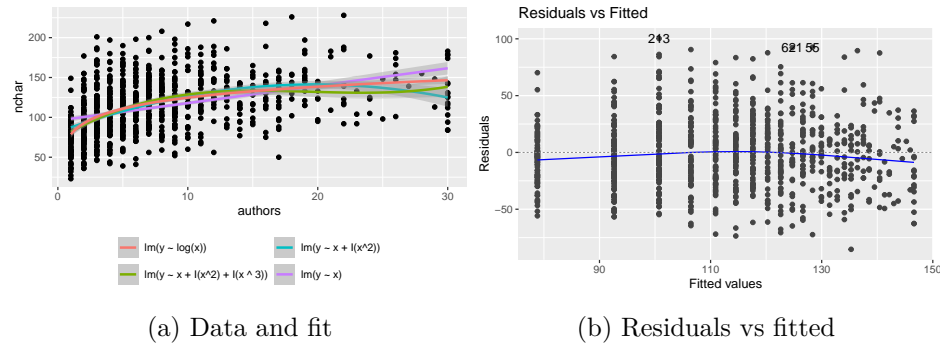 200
150
100
50
nchar
0
10
20
30
authors
lm(y ~ log(x))
lm(y ~ x + I(x^2))
lm(y ~ x + I(x^2) + I(x ^ 3))
lm(y ~ x)
(a) Data and fit
Residuals vs Fitted
100
50
0
−50
Residuals
213
90
110
130
150
Fitted values
(b) Residuals vs fitted